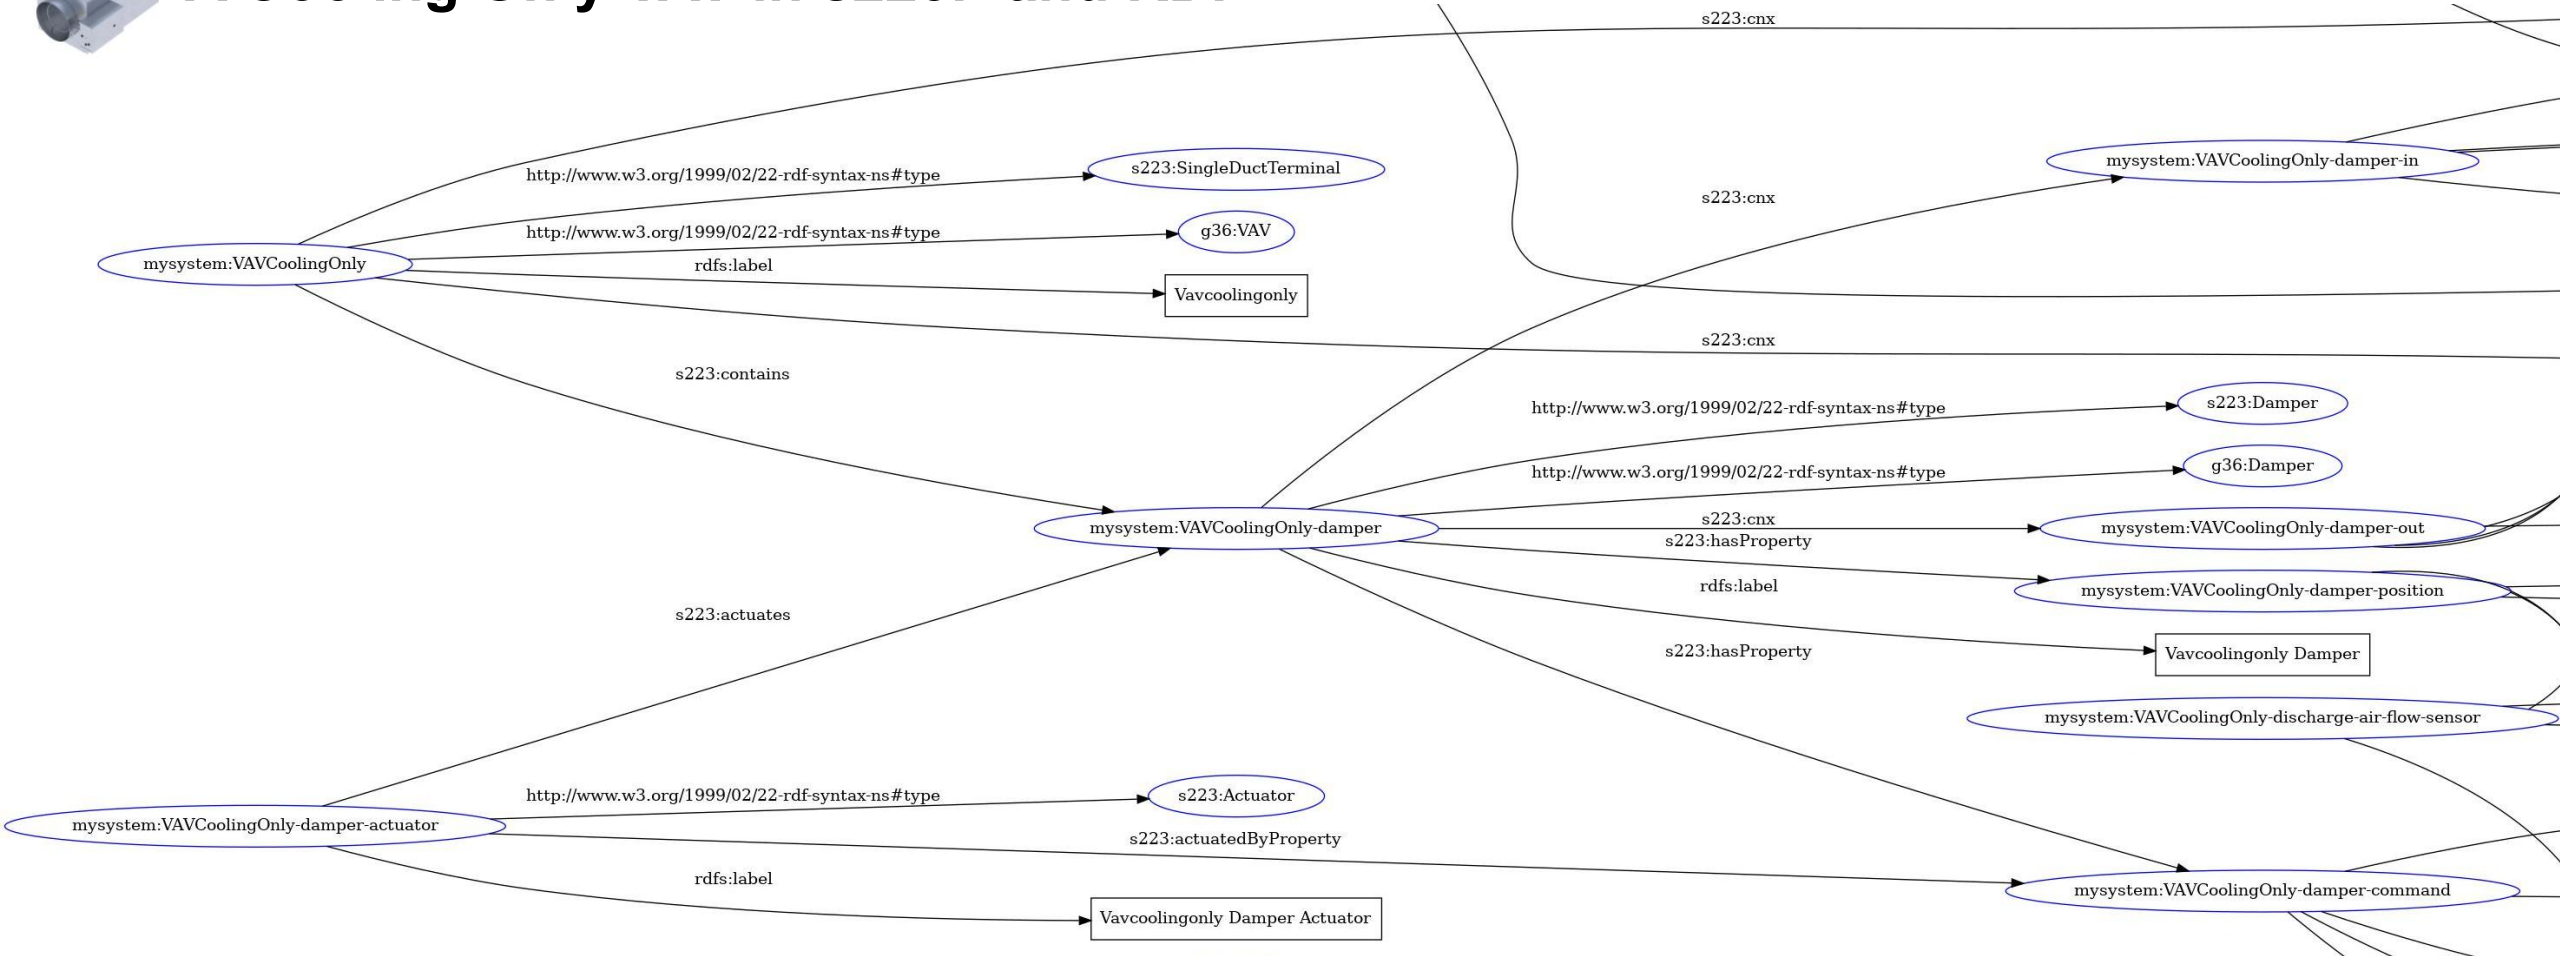 s223:cnx
mysystem:VAVCoolingOnly-damper-in
s223:SingleDuctTerminal
http://www.w3.org/1999/02/22-rdf-syntax-ns#type
s223:cnx
g36:VAV
http://www.w3.org/1999/02/22-rdf-syntax-ns#type
mysystem:VAVCoolingOnly
rdfs:label
Vavcoolingonly
s223:cnx
s223:contains
s223:Damper
http://www.w3.org/1999/02/22-rdf-syntax-ns#type
g36:Damper
http://www.w3.org/1999/02/22-rdf-syntax-ns#type
s223:cnx
mysystem:VAVCoolingOnly-damper
mysystem:VAVCoolingOnly-damper-out
s223:hasProperty
rdfs:label
mysystem:VAVCoolingOnly-damper-position
s223:actuates
s223:hasProperty
Vavcoolingonly Damper
mysystem:VAVCoolingOnly-discharge-air-flow-sensor
http://www.w3.org/1999/02/22-rdf-syntax-ns#type
s223:Actuator
mysystem:VAVCoolingOnly-damper-actuator
s223:actuatedByProperty
rdfs:label
mysystem:VAVCoolingOnly-damper-command
Vavcoolingonly Damper Actuator